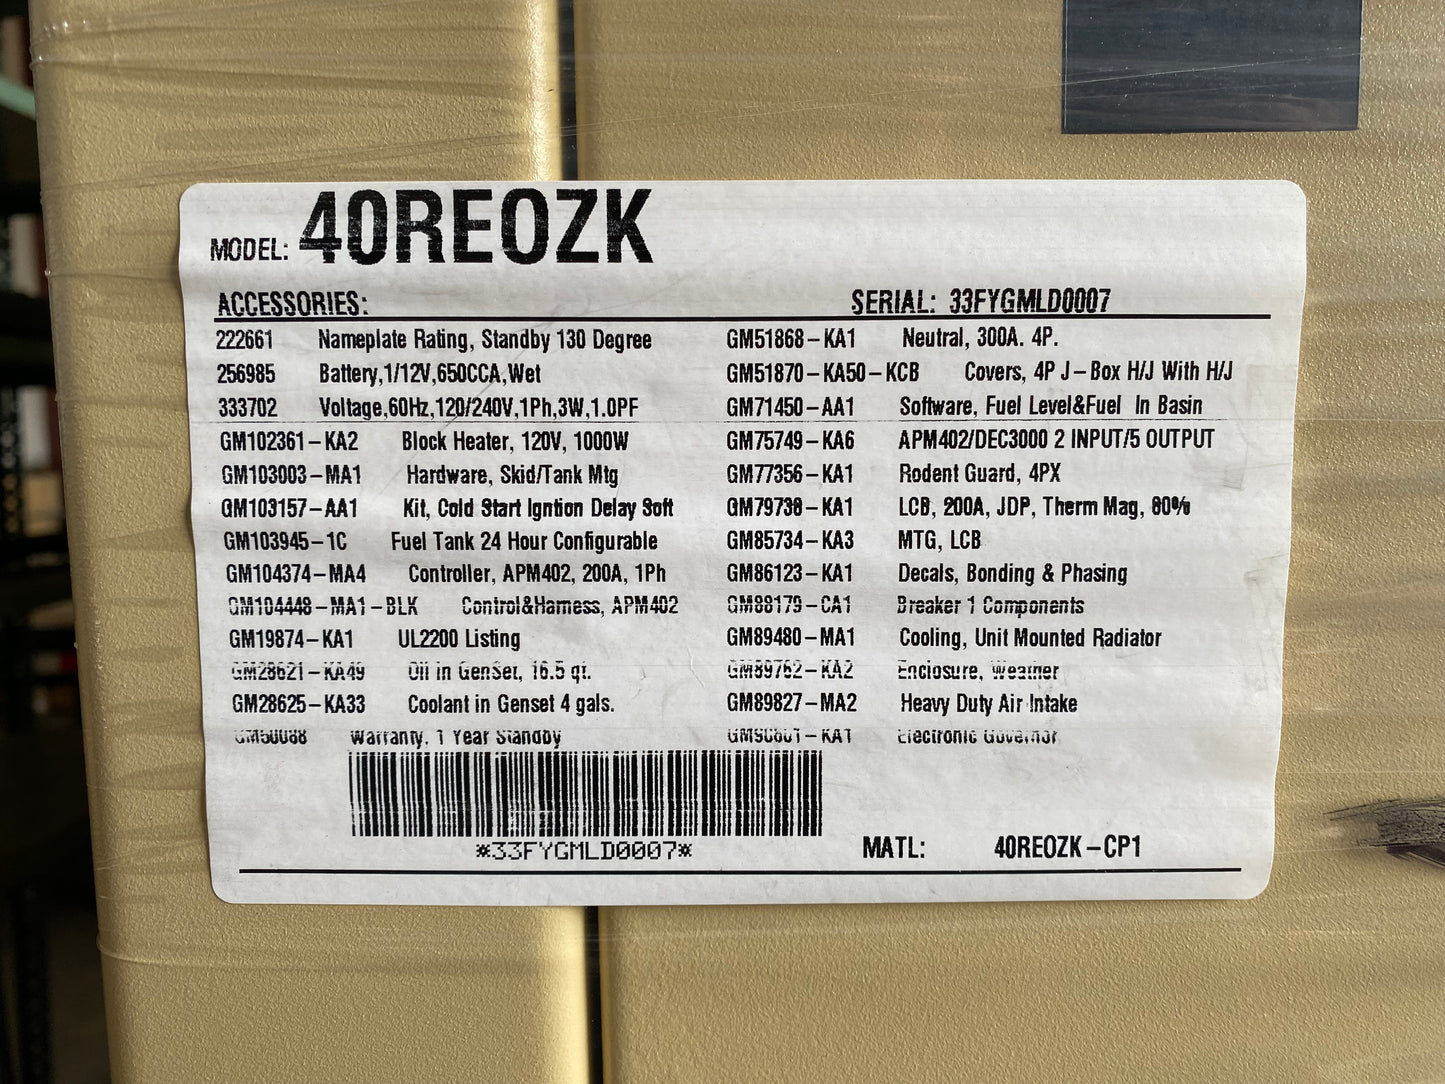 MODEL: 40REOZK
ACCESSORIES: SERIAL: 33FYGMLD0007
222661 Nameplate Rating, Standby 130 Degree
256985 Battery,1/12V,650CCA,Wet
333702 Voltage,60Hz,120/240V,1Ph,3W,1.0PF
GM102361-KA2 Block Heater, 120V, 1000W
GM103003-MA1 Hardware, Skid/Tank Mtg
GM103157-AA1 Kit, Cold Start Igntion Delay Soft
GM103945-1C Fuel Tank 24 Hour Configurable
GM104374-MA4 Controller, APM402, 200A, 1Ph
GM104448-MA1-BLK Control&Harness, APM402
GM19874-KA1 UL2200 Listing
GM28621-KA49 Oil in GenSet, 16.5 qt.
GM28625-KA33 Coolant in Genset 4 gals.
GM50088 Warranty, 1 Year Standby
GM51868-KA1 Neutral, 300A. 4P.
GM51870-KA50-KCB Covers, 4P J-Box H/J With H/J
GM71450-AA1 Software, Fuel Level&Fuel In Basin
GM75749-KA6 APM402/DEC3000 2 INPUT/5 OUTPUT
GM77356-KA1 Rodent Guard, 4PX
GM79738-KA1 LCB, 200A, JDP, Therm Mag, 80%
GM85734-KA3 MTG, LCB
GM86123-KA1 Decals, Bonding & Phasing
GM88179-CA1 Breaker 1 Components
GM89480-MA1 Cooling, Unit Mounted Radiator
GM89762-KA2 Enclosure, Weather
GM89827-MA2 Heavy Duty Air Intake
Electronic Governor
*33FYGMLD0007*
MATL: 40REOZK-CP1